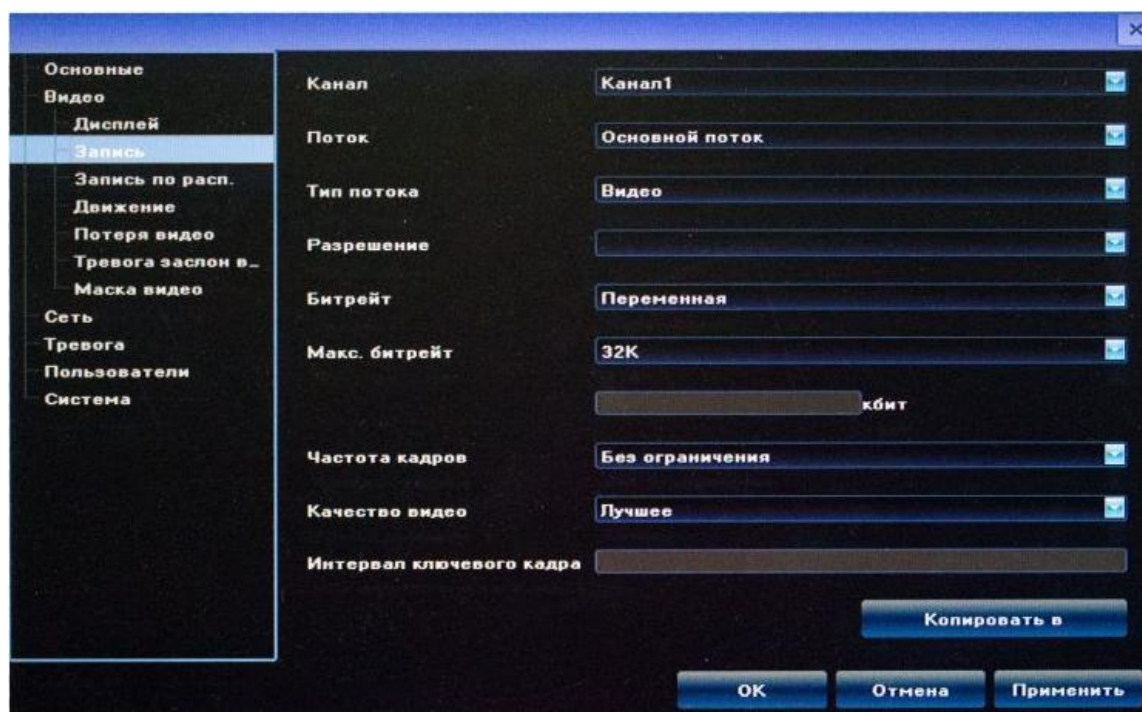 Основные
Видео
Дисплей
Запись
Запись по расп.
Движение
Потеря видео
Тревога заслон в…
Маска видео
Сеть
Тревога
Пользователи
Система
Канал Канал1
Поток Основной поток
Тип потока Видео
Разрешение
Битрейт Переменная
Макс. битрейт 32К
кбит
Частота кадров Без ограничения
Качество видео Лучшее
Интервал ключевого кадра
Копировать в
ОК Отмена Применить